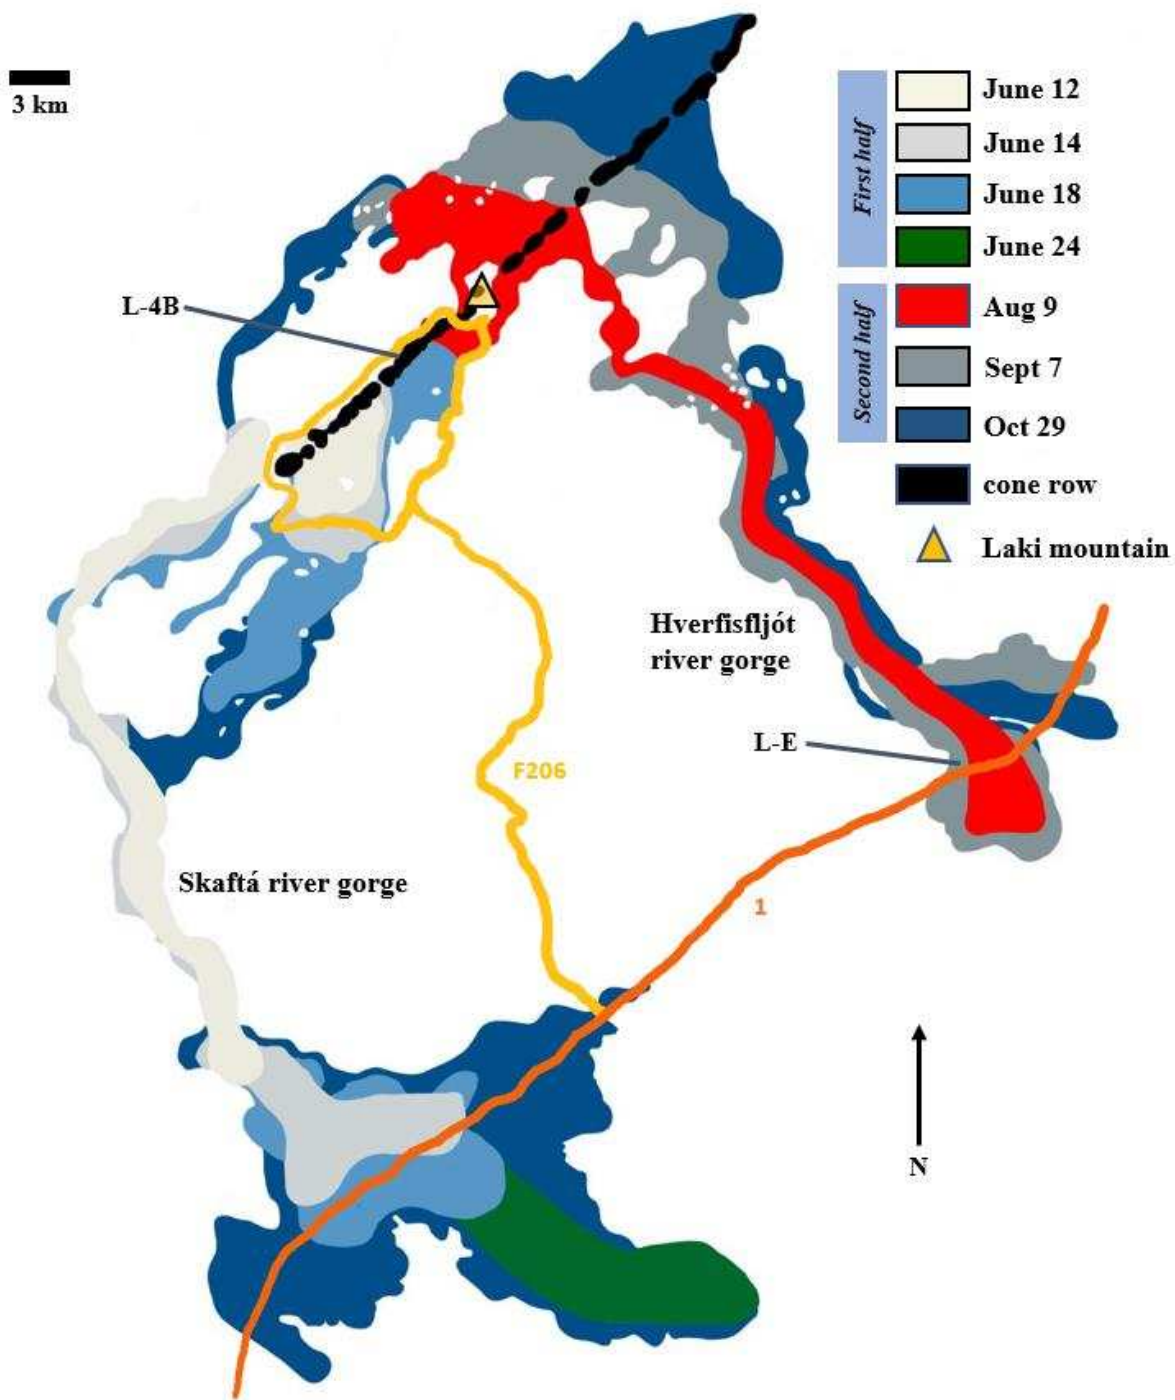 3 km
First half
June 12
June 14
June 18
June 24
Second half
Aug 9
Sept 7
Oct 29
cone row
Laki mountain
L-4B
Hverfisfljót
river gorge
L-E
F206
Skaftá river gorge
1
N